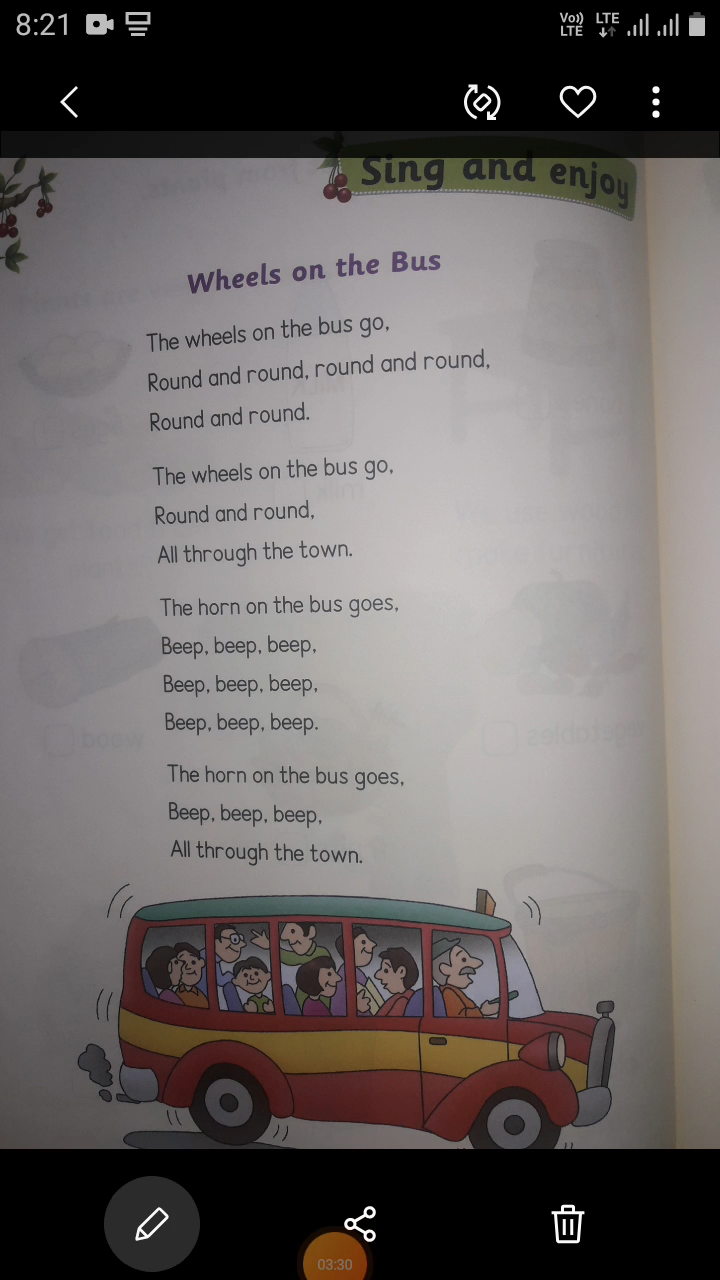 8:21
Vo))
LTE
LTE
Sing and enjoy
Wheels on the Bus
The wheels on the bus go,
Round and round, round and round,
Round and round.
The wheels on the bus go,
Round and round,
All through the town.
The horn on the bus goes,
Beep, beep, beep,
Beep, beep, beep,
Beep, beep, beep.
The horn on the bus goes,
Beep, beep, beep,
All through the town.
03:30